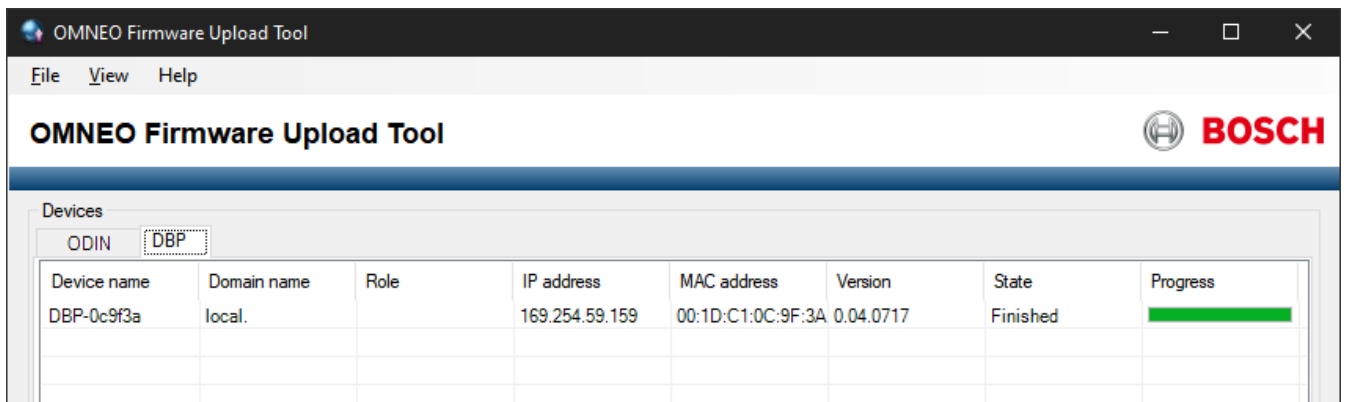 OMNEO Firmware Upload Tool
File View Help
OMNEO Firmware Upload Tool
BOSCH
Devices
ODIN DBP
Device name Domain name Role IP address MAC address Version State Progress
DBP-0c9f3a local. 169.254.59.159 00:1D:C1:0C:9F:3A 0.04.0717 Finished